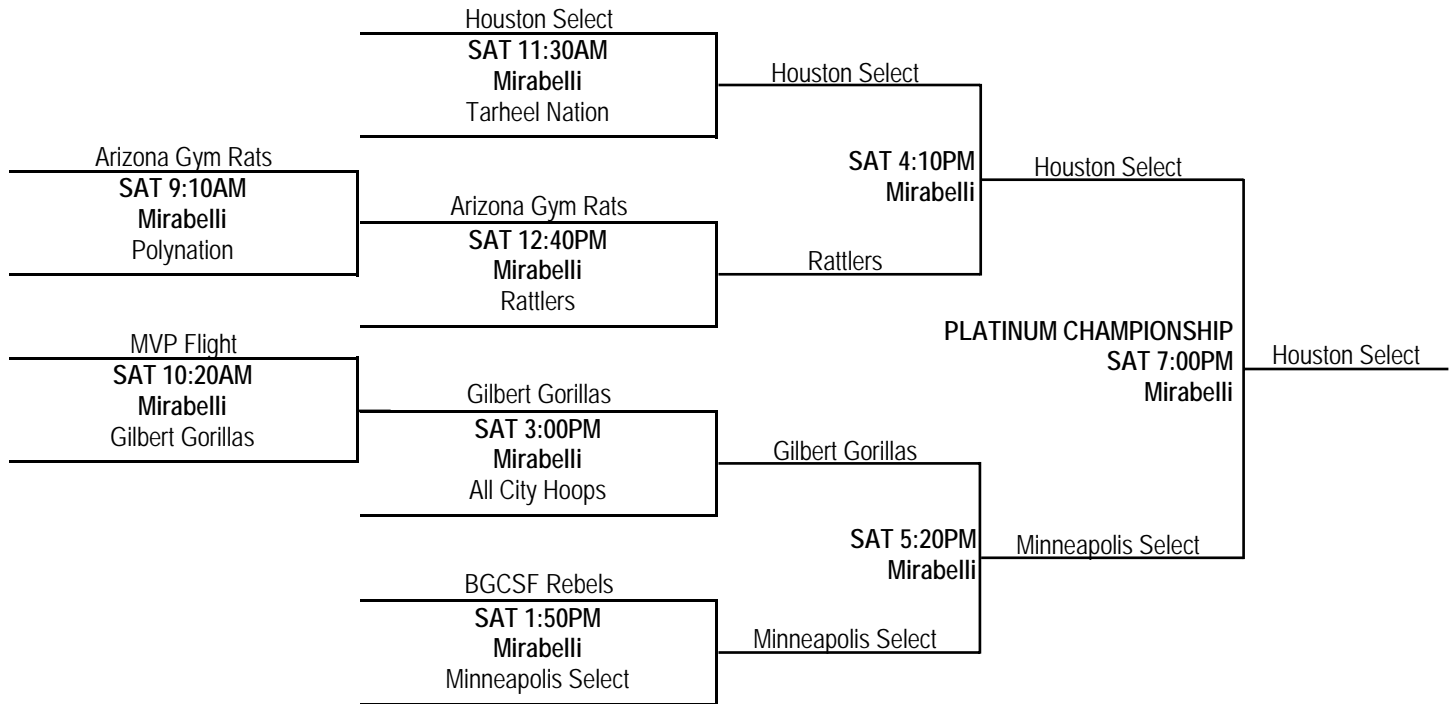 Houston Select
SAT 11:30AM
Mirabelli
Tarheel Nation
Arizona Gym Rats
SAT 9:10AM
Mirabelli
Polynation
Arizona Gym Rats
SAT 12:40PM
Mirabelli
Rattlers
MVP Flight
SAT 10:20AM
Mirabelli
Gilbert Gorillas
Gilbert Gorillas
SAT 3:00PM
Mirabelli
All City Hoops
BGCSF Rebels
SAT 1:50PM
Mirabelli
Minneapolis Select
Houston Select
SAT 4:10PM
Mirabelli
Rattlers
Gilbert Gorillas
SAT 5:20PM
Mirabelli
Minneapolis Select
Houston Select
PLATINUM CHAMPIONSHIP
SAT 7:00PM
Mirabelli
Minneapolis Select
Houston Select